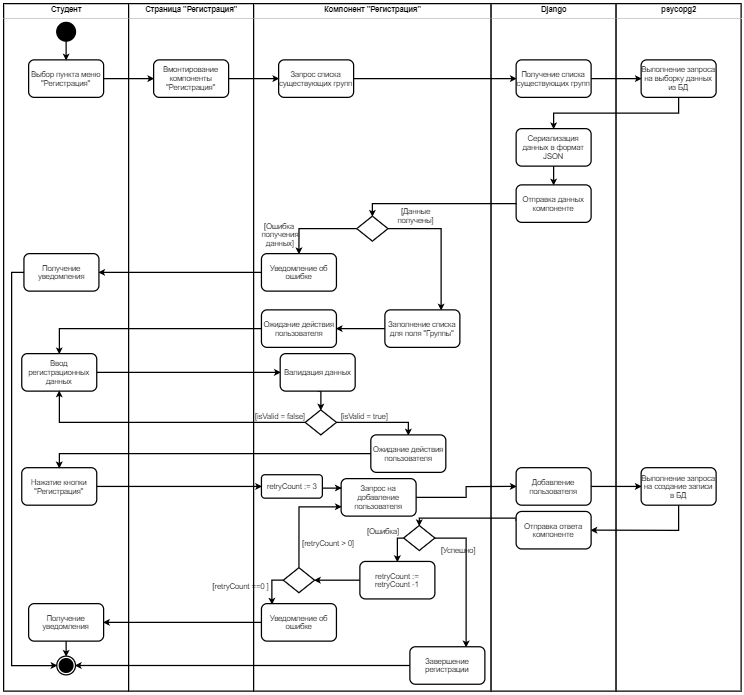 Студент
Страница "Регистрация"
Компонент "Регистрация"
Django
psycopg2
Выбор пункта меню
"Регистрация"
Вмонтирование
компоненты
"Регистрация"
Запрос списка
существующих групп
Получение списка
существующих групп
Выполнение запроса
на выборку данных
из БД
Сериализация
данных в формат
JSON
Отправка данных
компоненте
[Данные
получены]
[Ошибка
получения
данных]
Получение
уведомления
Уведомление об
ошибке
Ожидание действия
пользователя
Заполнение списка
для поля "Группы"
Ввод
регистрационных
данных
Валидация данных
[isValid = false]
[isValid = true]
Ожидание действия
пользователя
Нажатие кнопки
"Регистрация"
retryCount := 3
Запрос на
добавление
пользователя
Добавление
пользователя
Выполнение запроса
на создание записи
в БД
Отправка ответа
компоненте
[Ошибка]
[Успешно]
[retryCount > 0]
retryCount :=
retryCount -1
[retryCount ==0 ]
Получение
уведомления
Уведомление об
ошибке
Завершение
регистрации